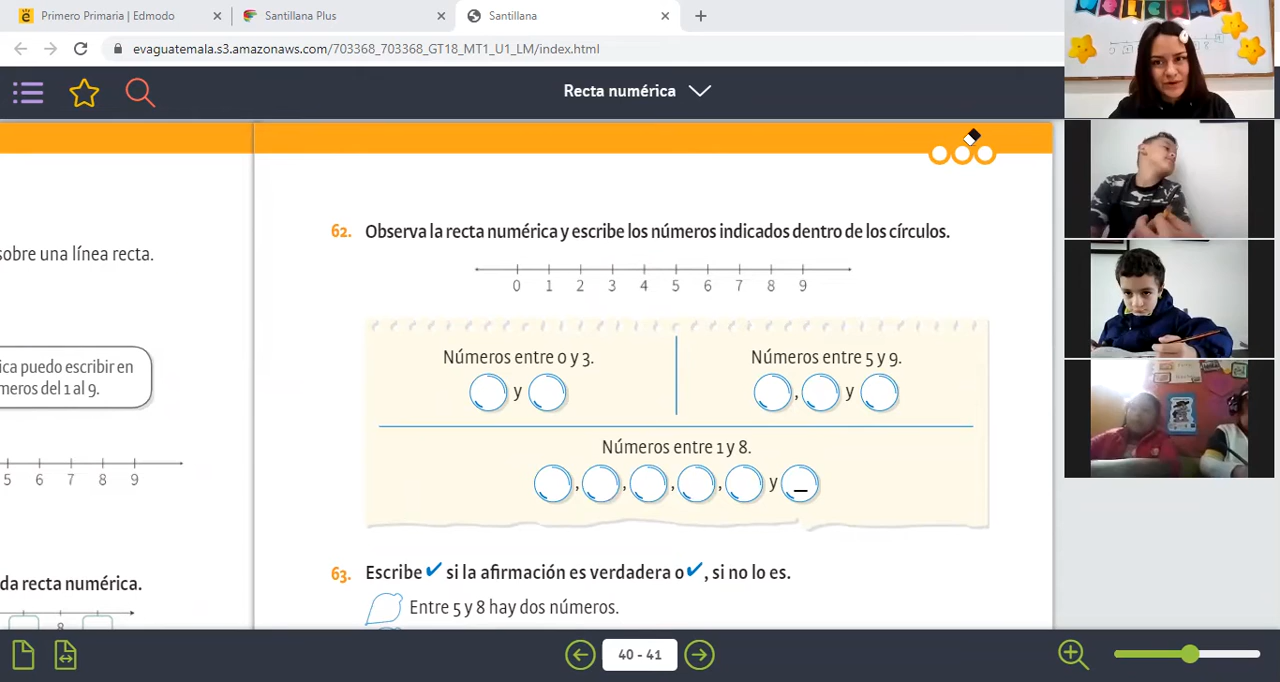 Primero Primaria | Edmodo
Santillana Plus
Santillana
evaguatemala.s3.amazonaws.com/703368_703368_GT18_MT1_U1_LM/index.html
Recta numérica
sobre una línea recta.
ica puedo escribir en
meros del 1 al 9.
5 6 7 8 9
da recta numérica.
8
62. Observa la recta numérica y escribe los números indicados dentro de los círculos.
0 1 2 3 4 5 6 7 8 9
Números entre 0 y 3.
y
Números entre 5 y 9.
, y
Números entre 1 y 8.
, , , , y
63. Escribe ✔ si la afirmación es verdadera o ✔, si no lo es.
Entre 5 y 8 hay dos números.
40 - 41